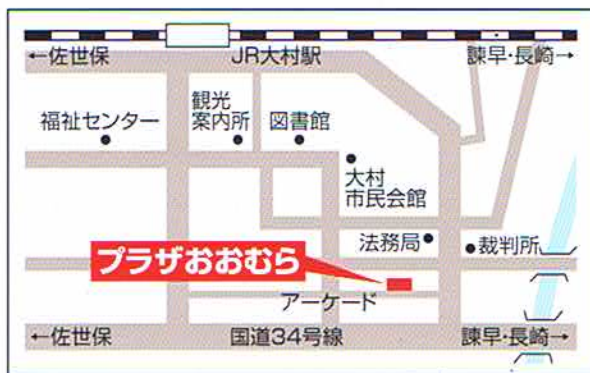 ←佐世保
JR大村駅
諫早・長崎→
福祉センター
観光
案内所
図書館
大村
市民会館
法務局
裁判所
プラザおおむら
アーケード
←佐世保
国道34号線
諫早・長崎→